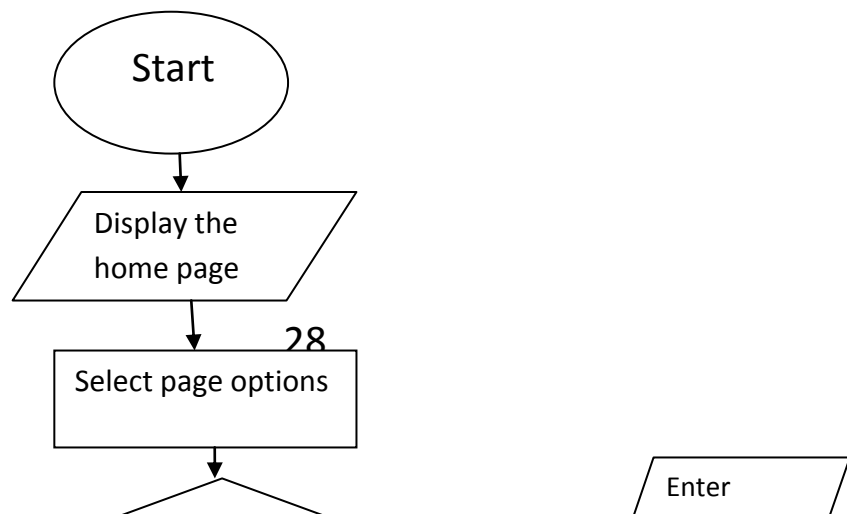 Start
Display the
home page
28
Select page options
Enter